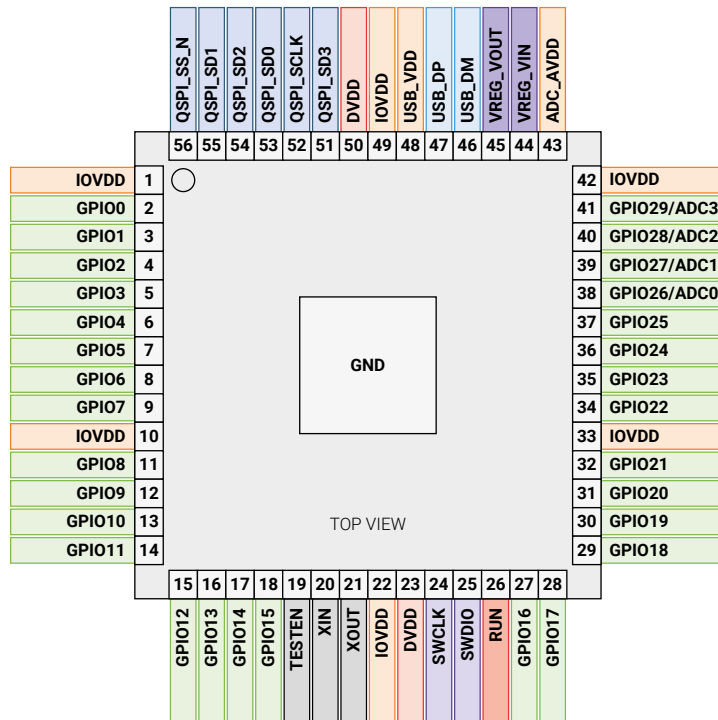 QSPI_SS_N
QSPI_SD1
QSPI_SD2
QSPI_SD0
QSPI_SCLK
QSPI_SD3
DVDD
IOVDD
USB_VDD
USB_DP
USB_DM
VREG_VOUT
VREG_VIN
ADC_AVDD
56 55 54 53 52 51 50 49 48 47 46 45 44 43
IOVDD 1 42 IOVDD
GPIO0 2 41 GPIO29/ADC3
GPIO1 3 40 GPIO28/ADC2
GPIO2 4 39 GPIO27/ADC1
GPIO3 5 38 GPIO26/ADC0
GPIO4 6 37 GPIO25
GPIO5 7 36 GPIO24
GPIO6 8 35 GPIO23
GPIO7 9 34 GPIO22
IOVDD 10 33 IOVDD
GPIO8 11 32 GPIO21
GPIO9 12 31 GPIO20
GPIO10 13 30 GPIO19
GPIO11 14 29 GPIO18
GND
TOP VIEW
15 16 17 18 19 20 21 22 23 24 25 26 27 28
GPIO12
GPIO13
GPIO14
GPIO15
TESTEN
XIN
XOUT
IOVDD
DVDD
SWCLK
SWDIO
RUN
GPIO16
GPIO17